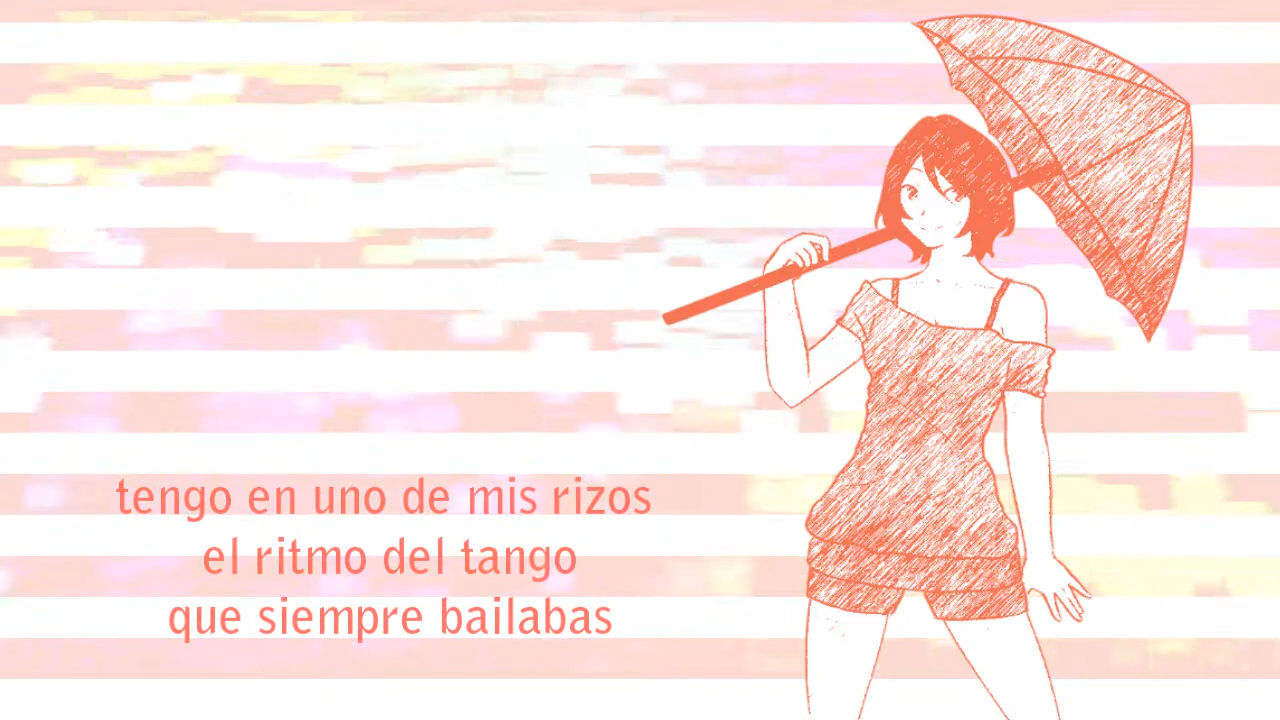 tengo en uno de mis rizos
el ritmo del tango
que siempre bailabas